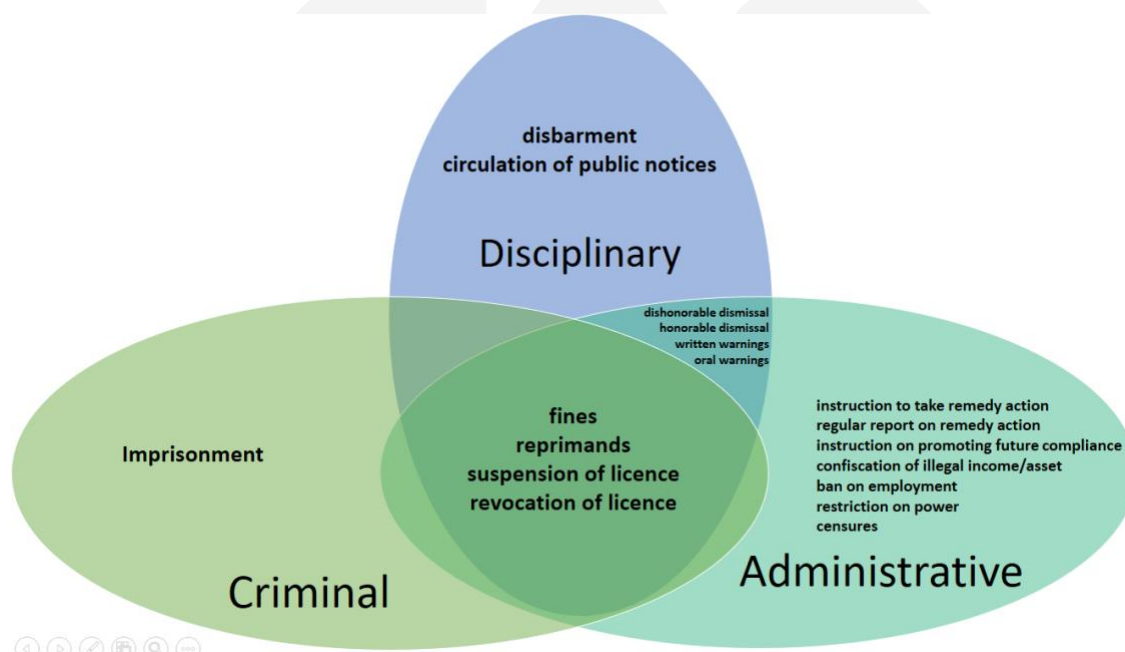 disbarment
circulation of public notices
Disciplinary
dishonorable dismissal
honorable dismissal
written warnings
oral warnings
fines
reprimands
suspension of licence
revocation of licence
Imprisonment
Criminal
instruction to take remedy action
regular report on remedy action
instruction on promoting future compliance
confiscation of illegal income/asset
ban on employment
restriction on power
censures
Administrative